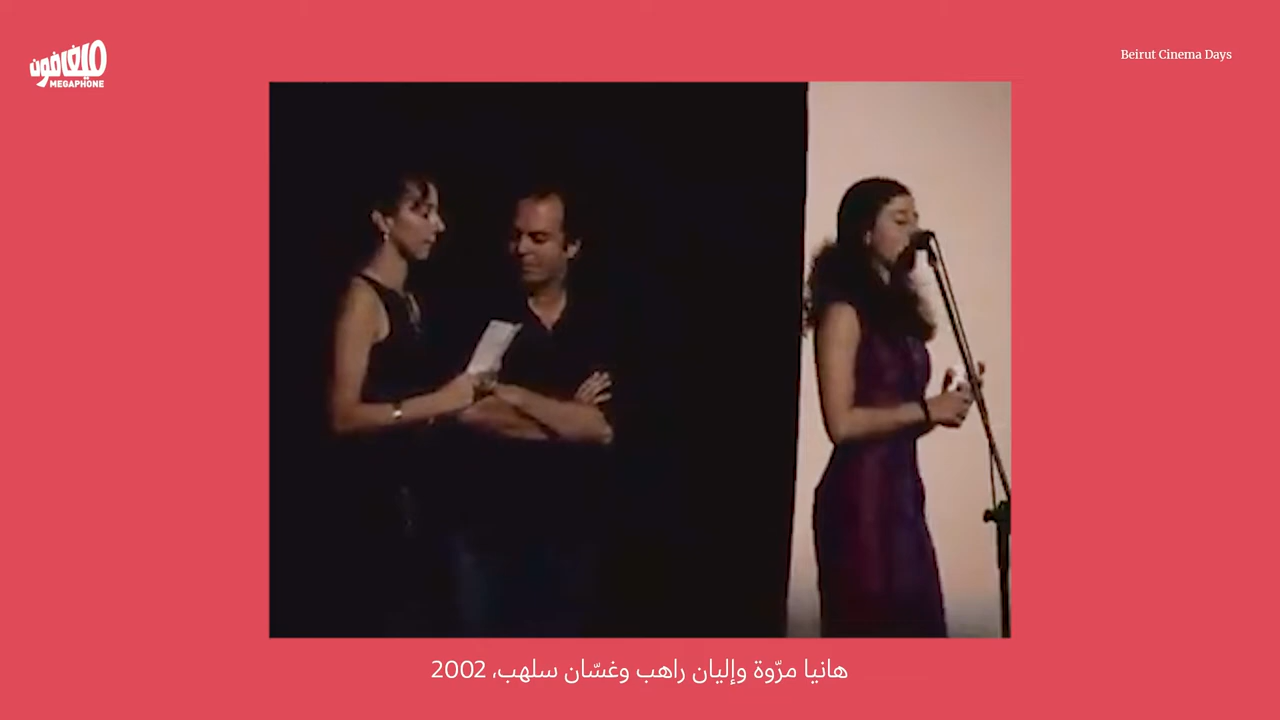 ميغافون
MEGAPHONE
Beirut Cinema Days
هانيا مرّوة وإليان راهب وغسّان سلهب، 2002